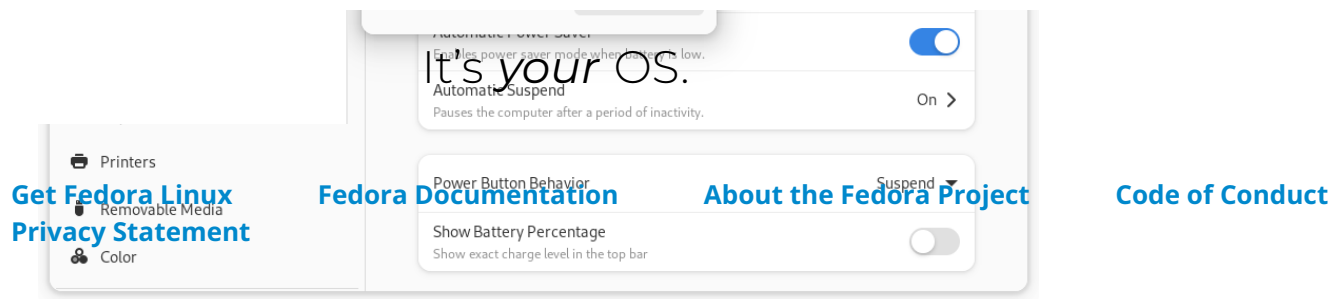 Automatic Power Saver
Enables power saver mode when battery is low.
It's your OS.
Automatic Suspend
On
Pauses the computer after a period of inactivity.
Printers
Power Button Behavior
Suspend
Get Fedora Linux
Fedora Documentation
About the Fedora Project
Code of Conduct
Removable Media
Privacy Statement
Show Battery Percentage
Show exact charge level in the top bar
Color